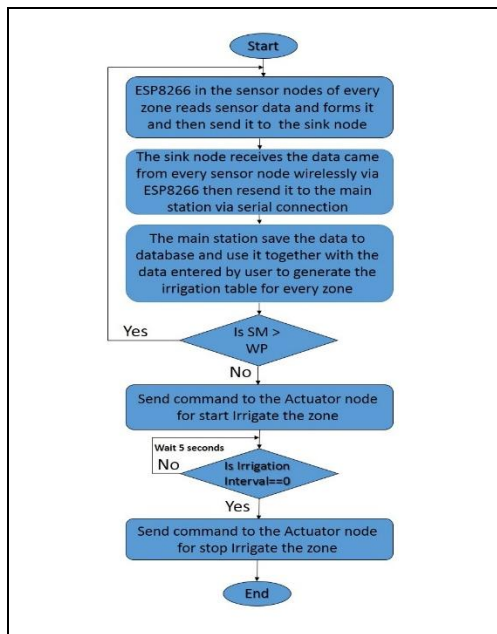 Start
ESP8266 in the sensor nodes of every
zone reads sensor data and forms it
and then send it to the sink node
The sink node receives the data came
from every sensor node wirelessly via
ESP8266 then resend it to the main
station via serial connection
The main station save the data to
database and use it together with the
data entered by user to generate the
irrigation table for every zone
Yes
Is SM >
WP
No
Send command to the Actuator node
for start Irrigate the zone
Wait 5 seconds
No
Is Irrigation
Interval==0
Yes
Send command to the Actuator node
for stop Irrigate the zone
End